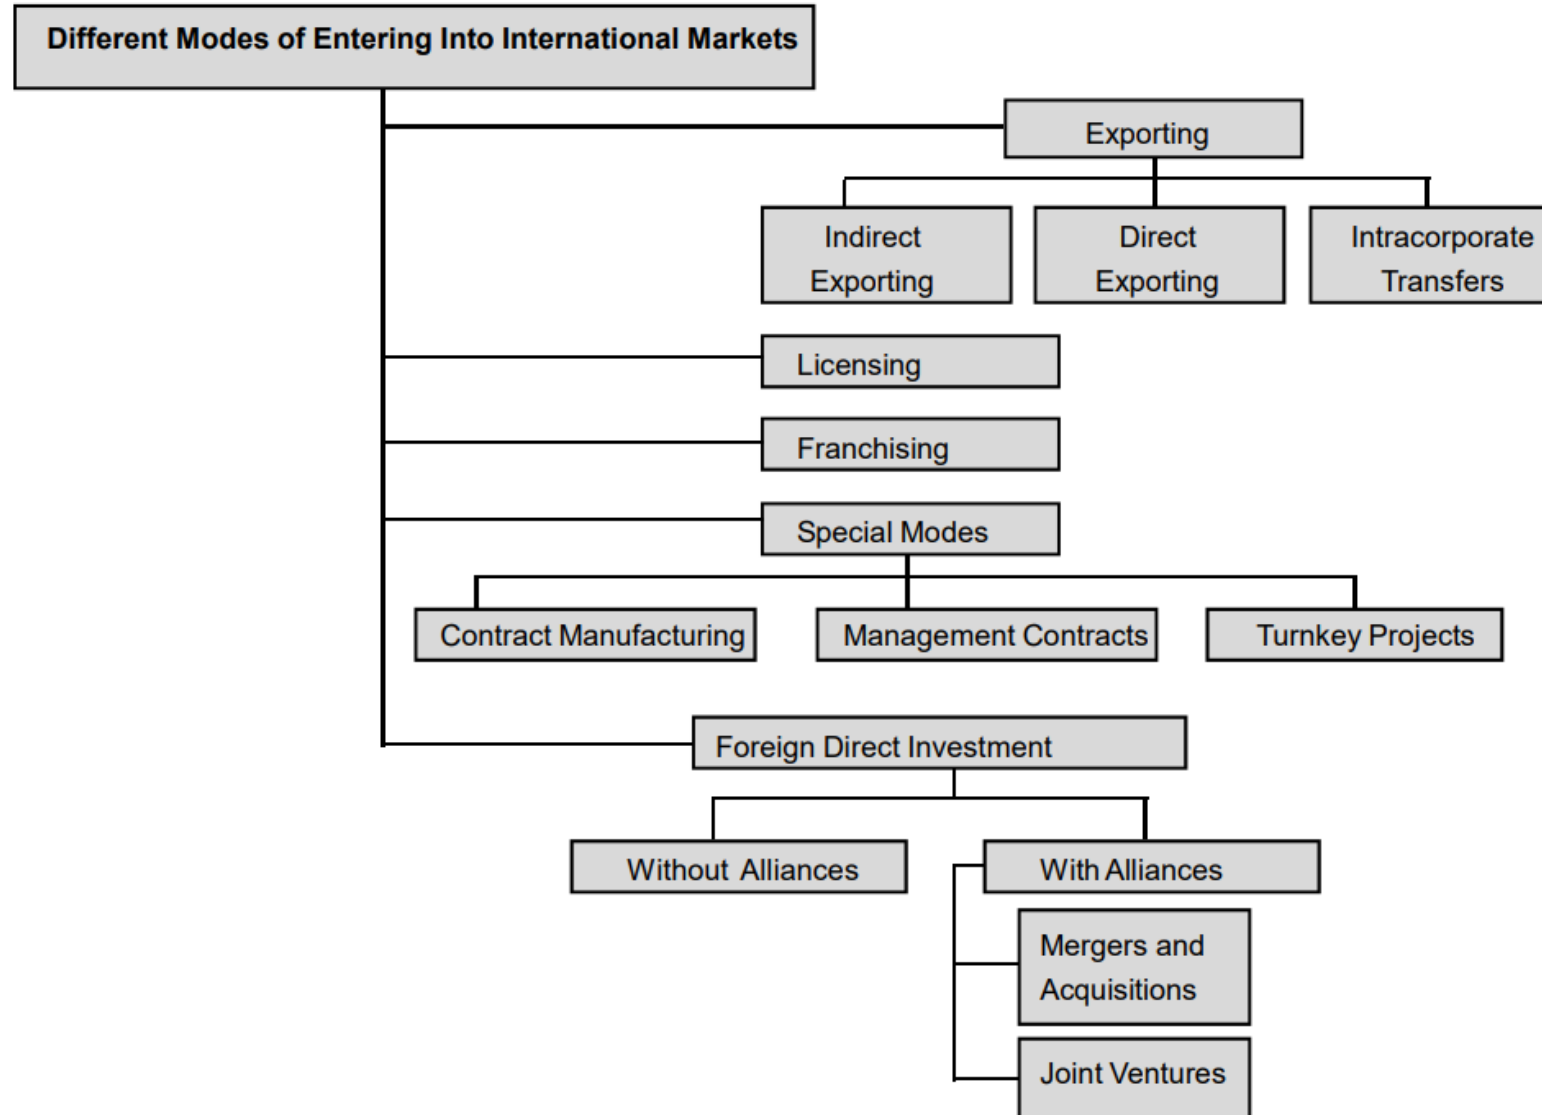 Different Modes of Entering Into International Markets
Exporting
Indirect
Exporting
Direct
Exporting
Intracorporate
Transfers
Licensing
Franchising
Special Modes
Contract Manufacturing
Management Contracts
Turnkey Projects
Foreign Direct Investment
Without Alliances
With Alliances
Mergers and
Acquisitions
Joint Ventures